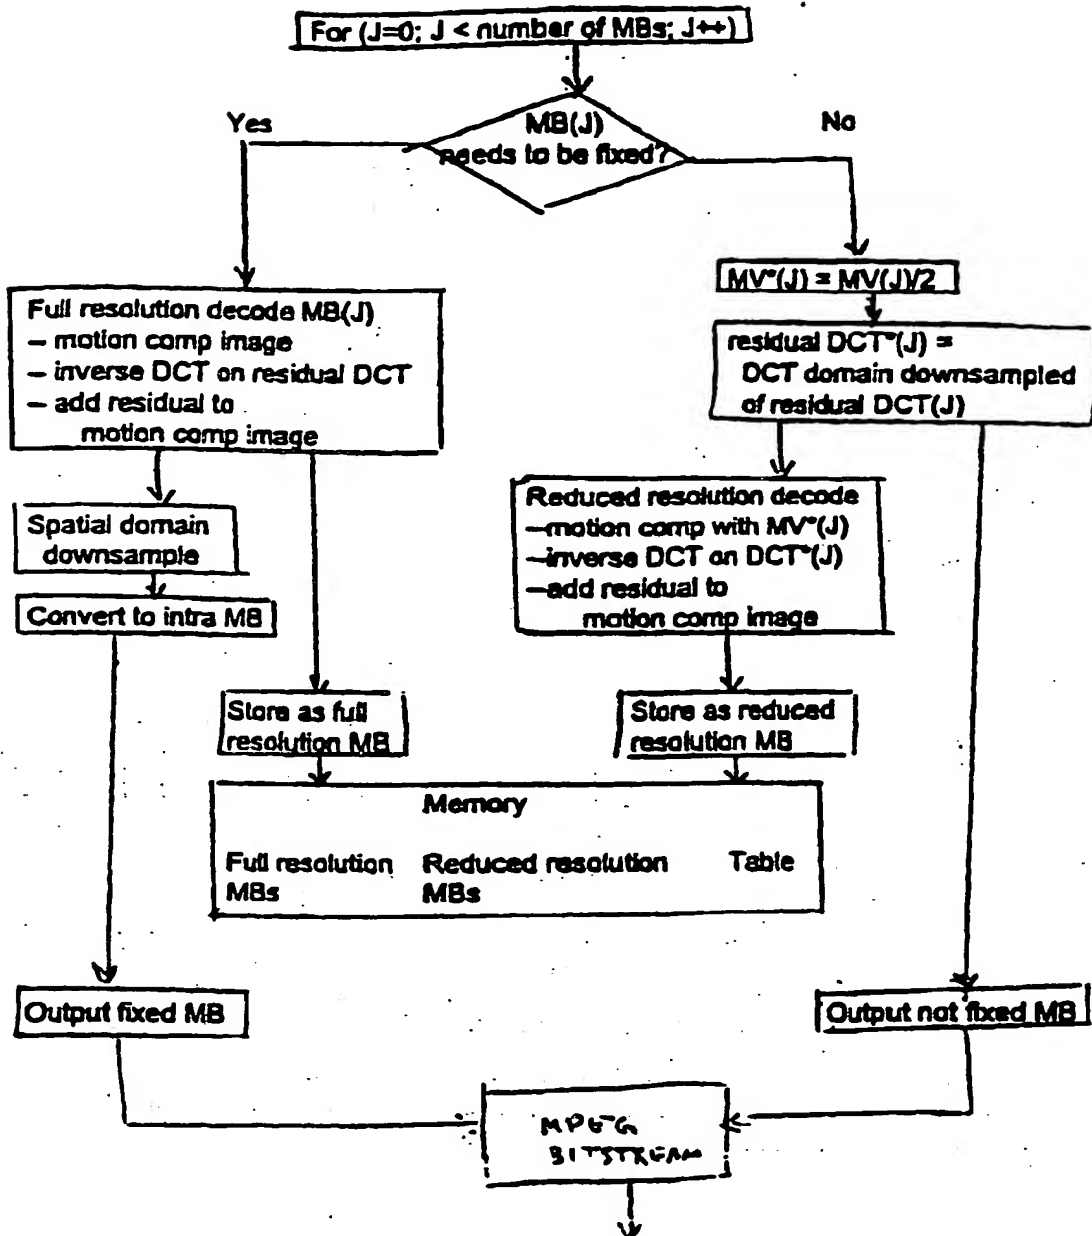 For (J=0; J < number of MBs; J++)
Yes
MB(J)
needs to be fixed?
No
Full resolution decode MB(J)
– motion comp image
– inverse DCT on residual DCT
– add residual to
motion comp image
MV*(J) = MV(J)/2
residual DCT*(J) =
DCT domain downsampled
of residual DCT(J)
Spatial domain
downsample
Convert to intra MB
Reduced resolution decode
–motion comp with MV*(J)
–inverse DCT on DCT*(J)
–add residual to
motion comp image
Store as full
resolution MB
Store as reduced
resolution MB
Memory
Full resolution
MBs
Reduced resolution
MBs
Table
Output fixed MB
Output not fixed MB
MPEG
BITSTREAM